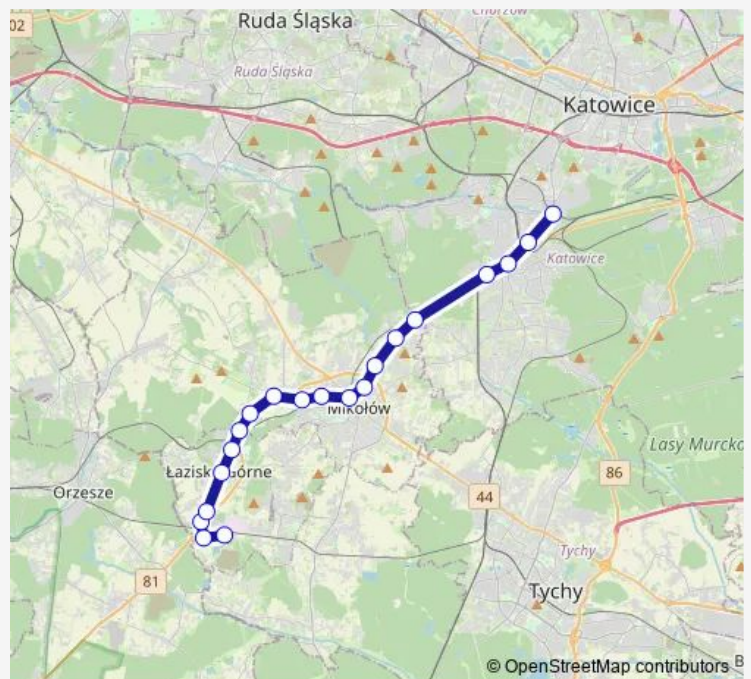 Chorzów
02
Ruda Śląska
Ruda Śląska
Katowice
Katowice
Mikołów
Lasy Murcko
Łaziska Górne
Orzesze
86
44
Tychy
81
Tychy
© OpenStreetMap contributors
B